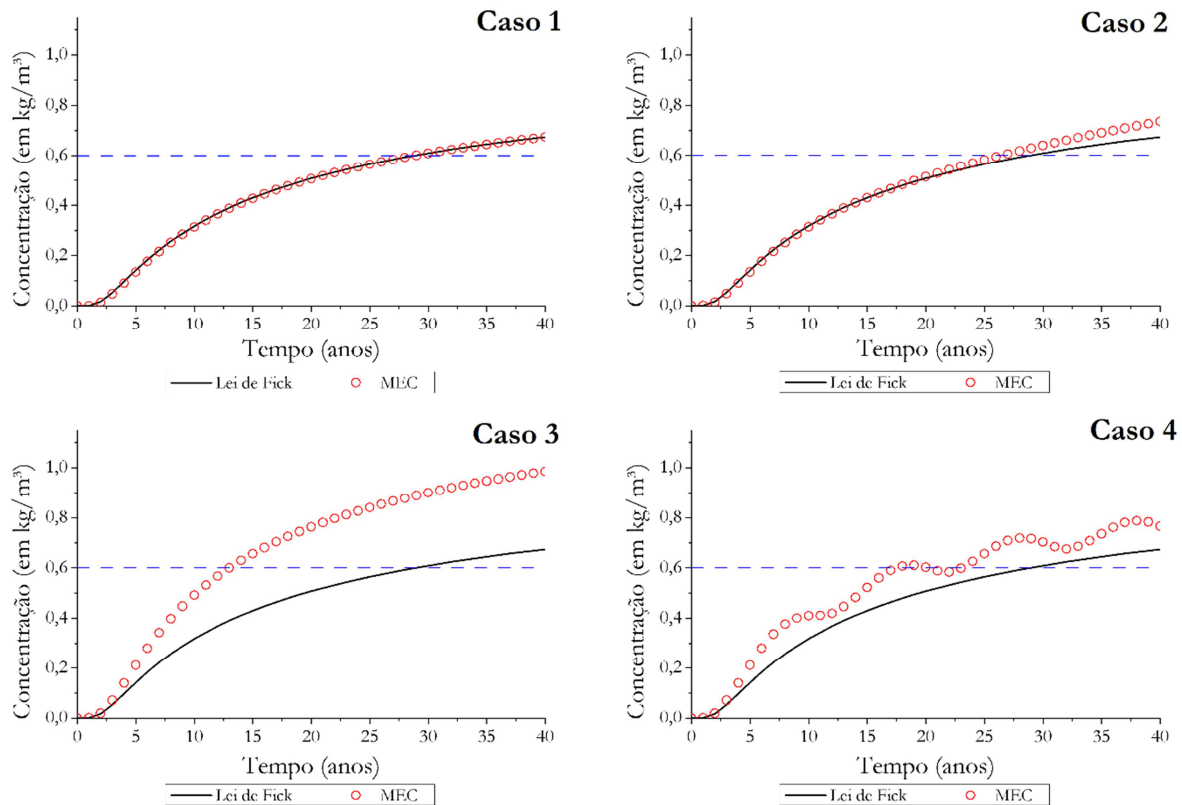 Caso 1
Concentração (em kg/m³)
1,0
0,8
0,6
0,4
0,2
0,0
0 5 10 15 20 25 30 35 40
Tempo (anos)
Lei de Fick MEC
Caso 2
Concentração (em kg/m³)
1,0
0,8
0,6
0,4
0,2
0,0
0 5 10 15 20 25 30 35 40
Tempo (anos)
Lei de Fick MEC
Caso 3
Concentração (em kg/m³)
1,0
0,8
0,6
0,4
0,2
0,0
0 5 10 15 20 25 30 35 40
Tempo (anos)
Lei de Fick MEC
Caso 4
Concentração (em kg/m³)
1,0
0,8
0,6
0,4
0,2
0,0
0 5 10 15 20 25 30 35 40
Tempo (anos)
Lei de Fick MEC